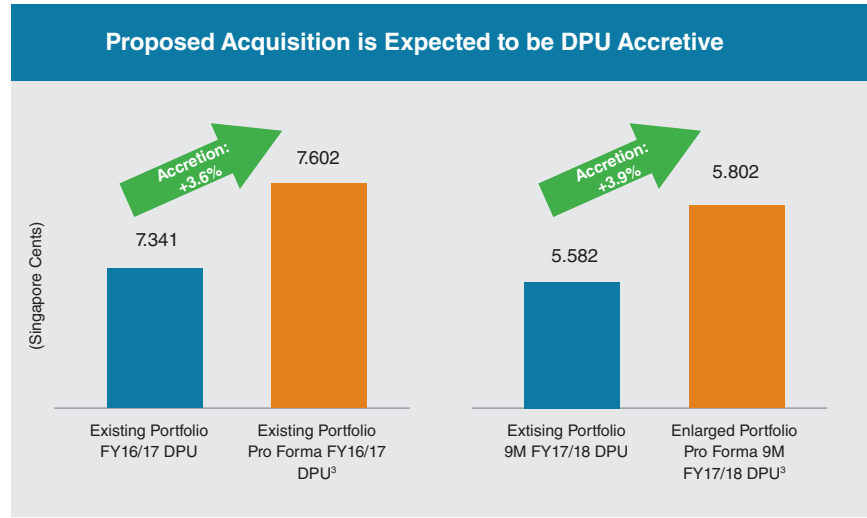 Proposed Acquisition is Expected to be DPU Accretive
(Singapore Cents)
Accretion:
+3.6%
7.341
7.602
Existing Portfolio
FY16/17 DPU
Existing Portfolio
Pro Forma FY16/17
DPU³
Accretion:
+3.9%
5.582
5.802
Extising Portfolio
9M FY17/18 DPU
Enlarged Portfolio
Pro Forma 9M
FY17/18 DPU³